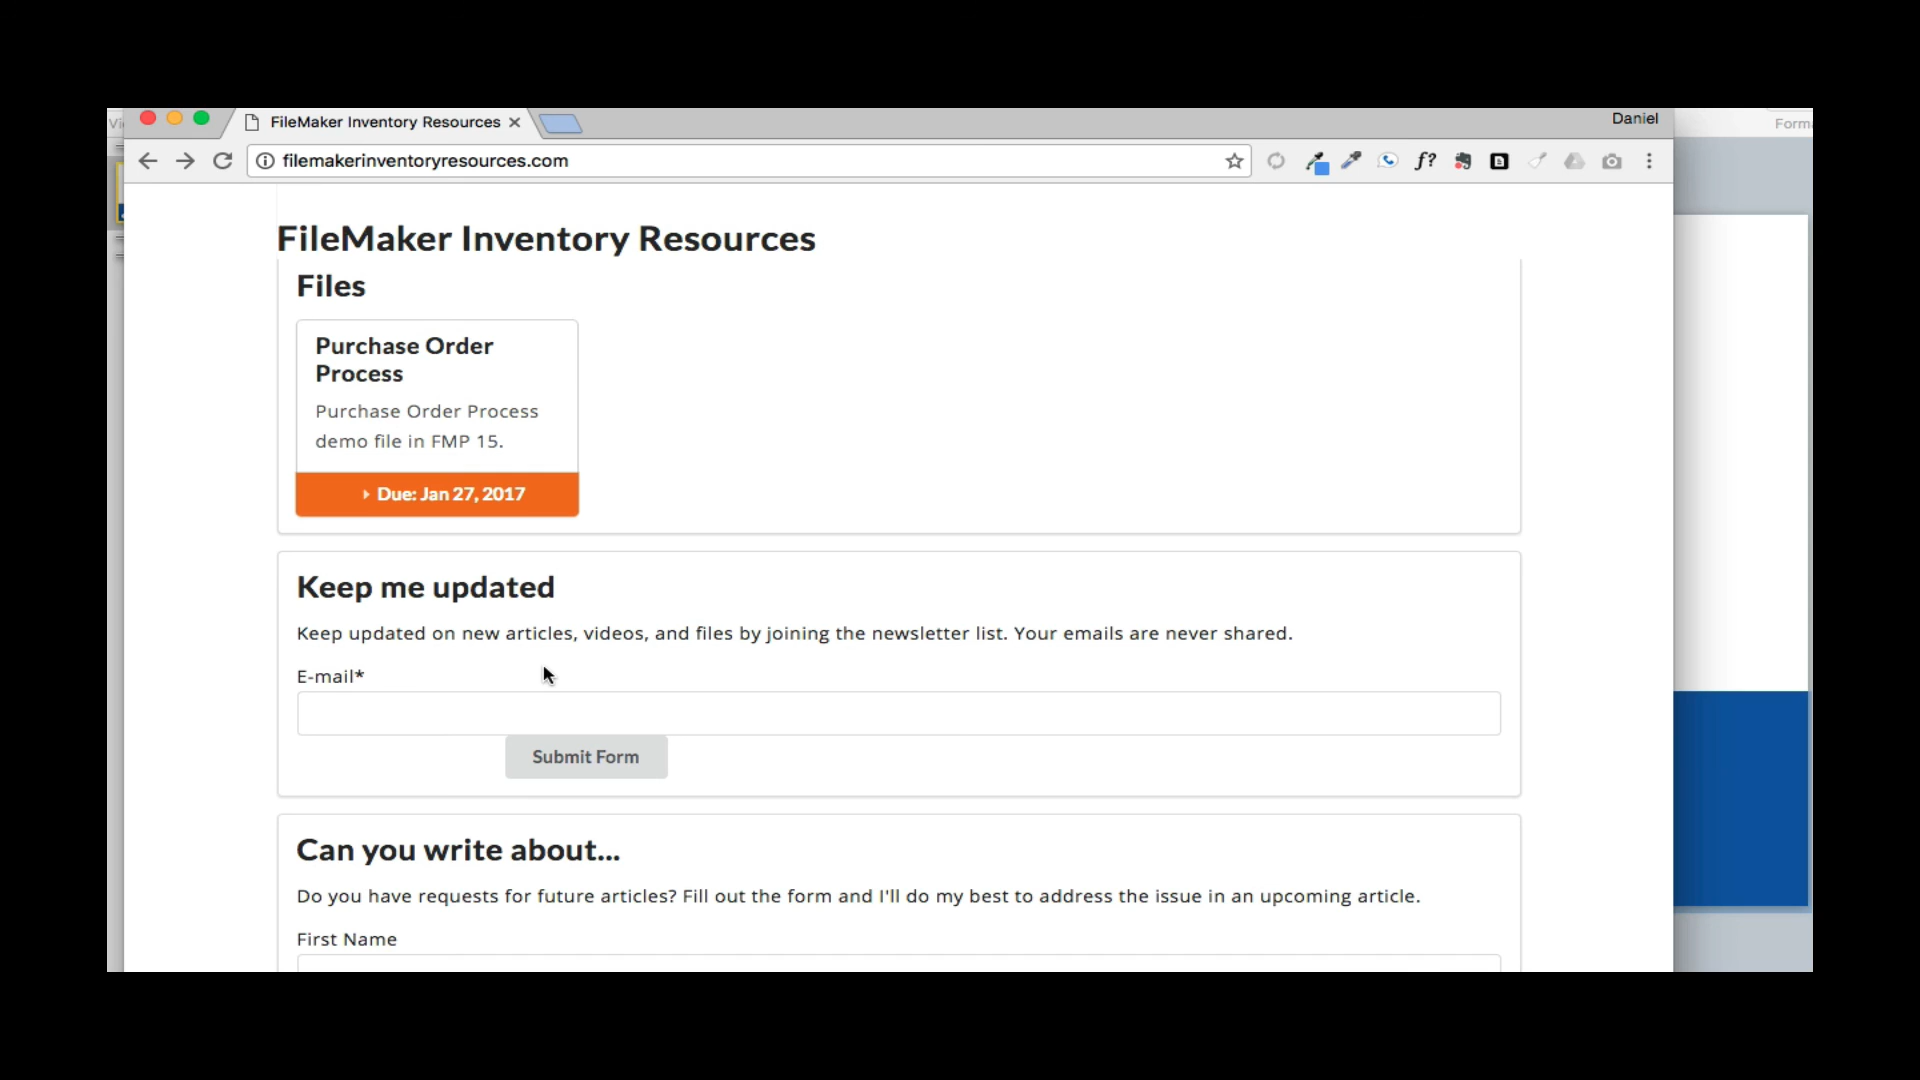 FileMaker Inventory Resources
Daniel
filemakerinventoryresources.com
f?
FileMaker Inventory Resources
Files
Purchase Order
Process
Purchase Order Process
demo file in FMP 15.
Due: Jan 27, 2017
Keep me updated
Keep updated on new articles, videos, and files by joining the newsletter list. Your emails are never shared.
E-mail*
Submit Form
Can you write about...
Do you have requests for future articles? Fill out the form and I'll do my best to address the issue in an upcoming article.
First Name